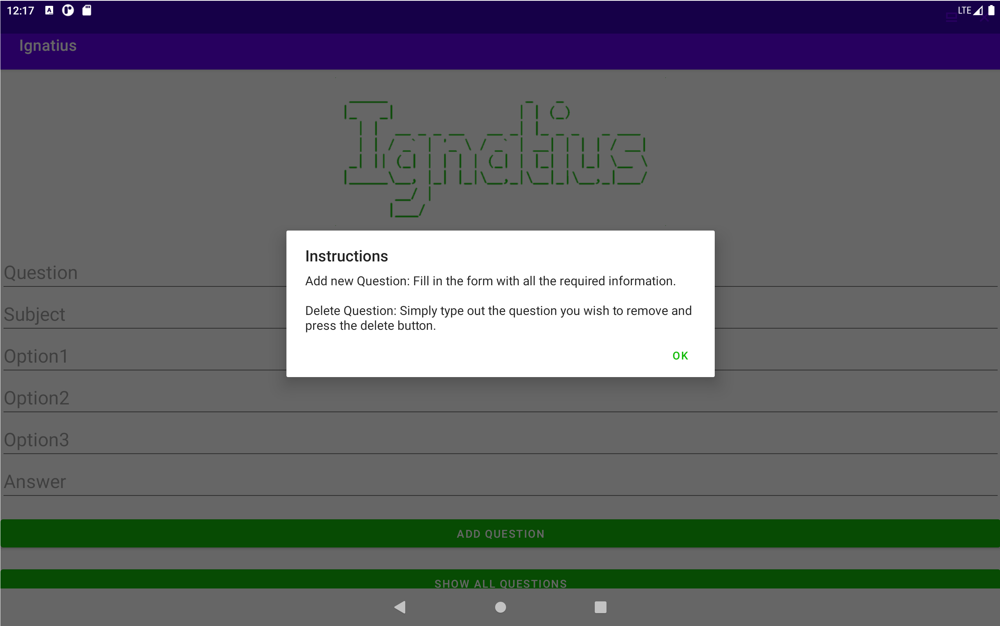 12:17
LTE
Ignatius
Ignatius
Instructions
Add new Question: Fill in the form with all the required information.
Delete Question: Simply type out the question you wish to remove and
press the delete button.
OK
Question
Subject
Option1
Option2
Option3
Answer
ADD QUESTION
SHOW ALL QUESTIONS